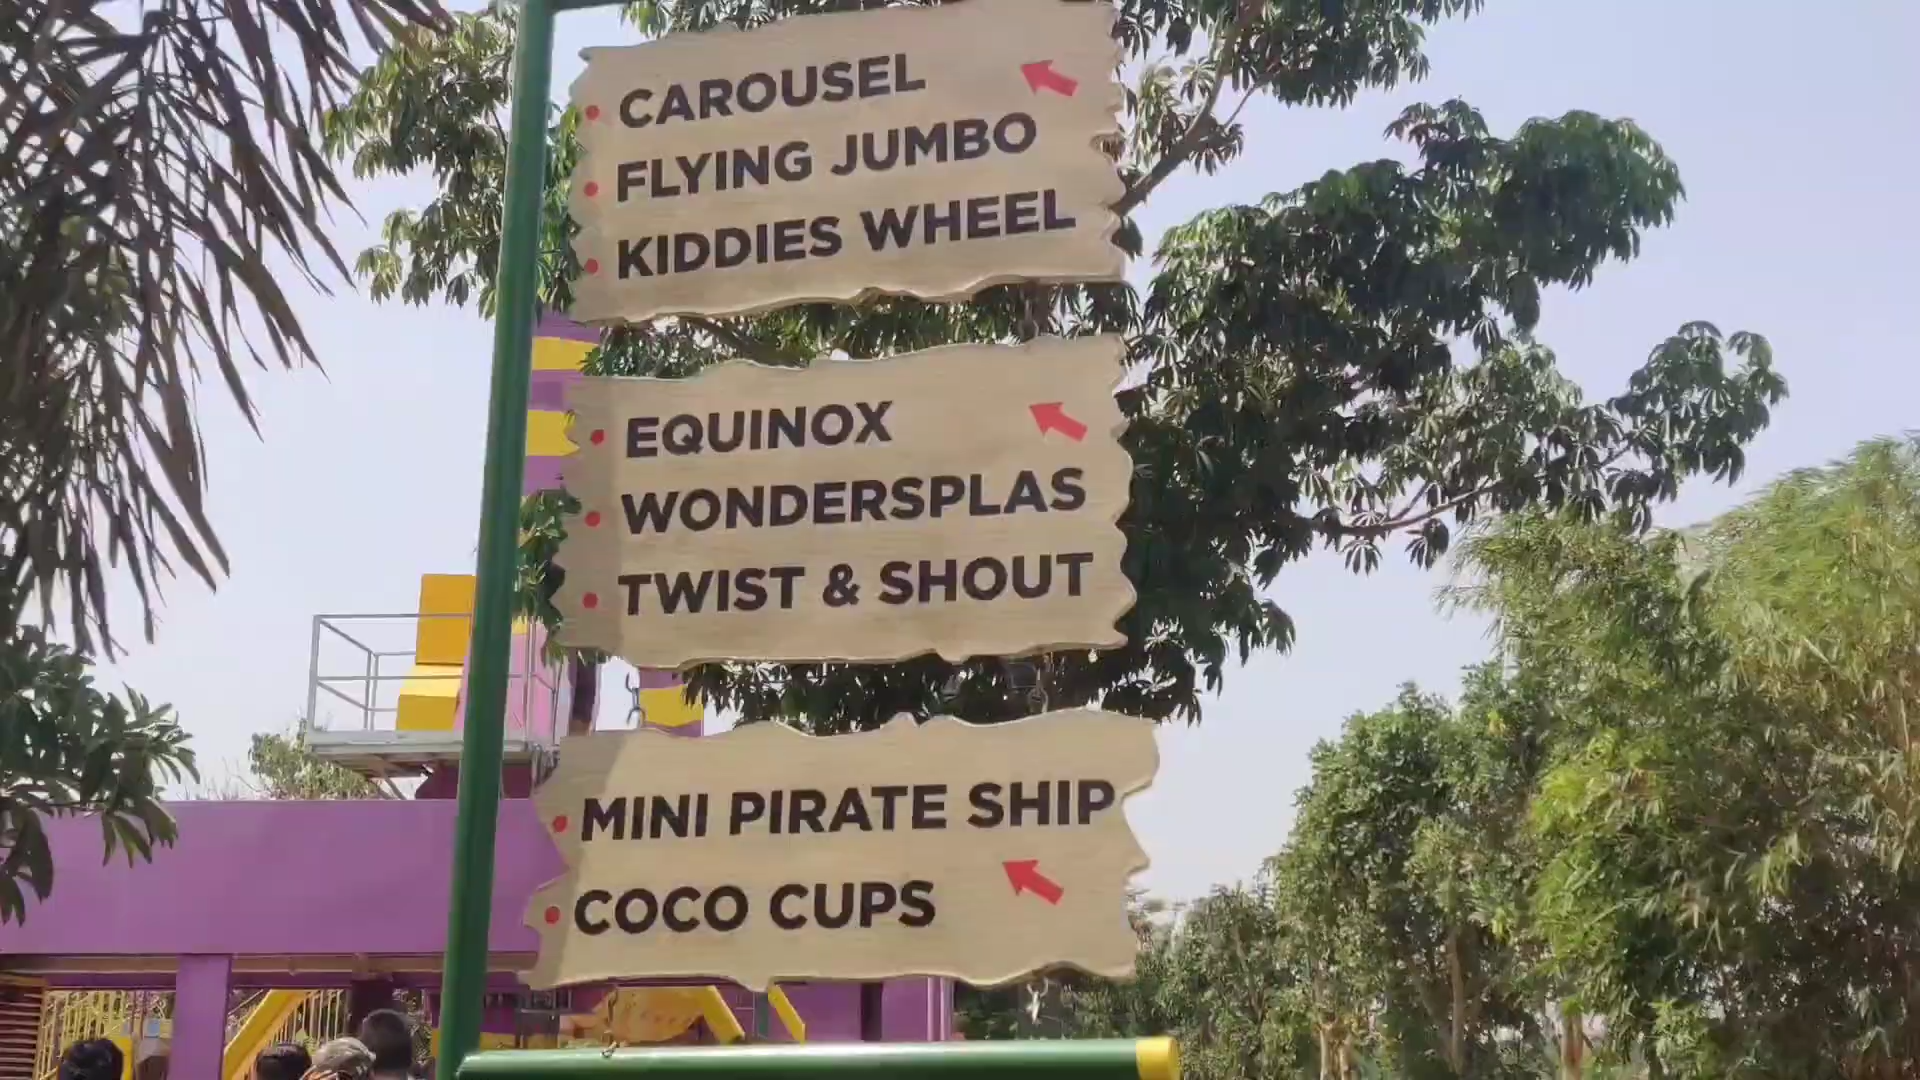 CAROUSEL
FLYING JUMBO
KIDDIES WHEEL
EQUINOX
WONDERSPLAS
TWIST & SHOUT
MINI PIRATE SHIP
COCO CUPS